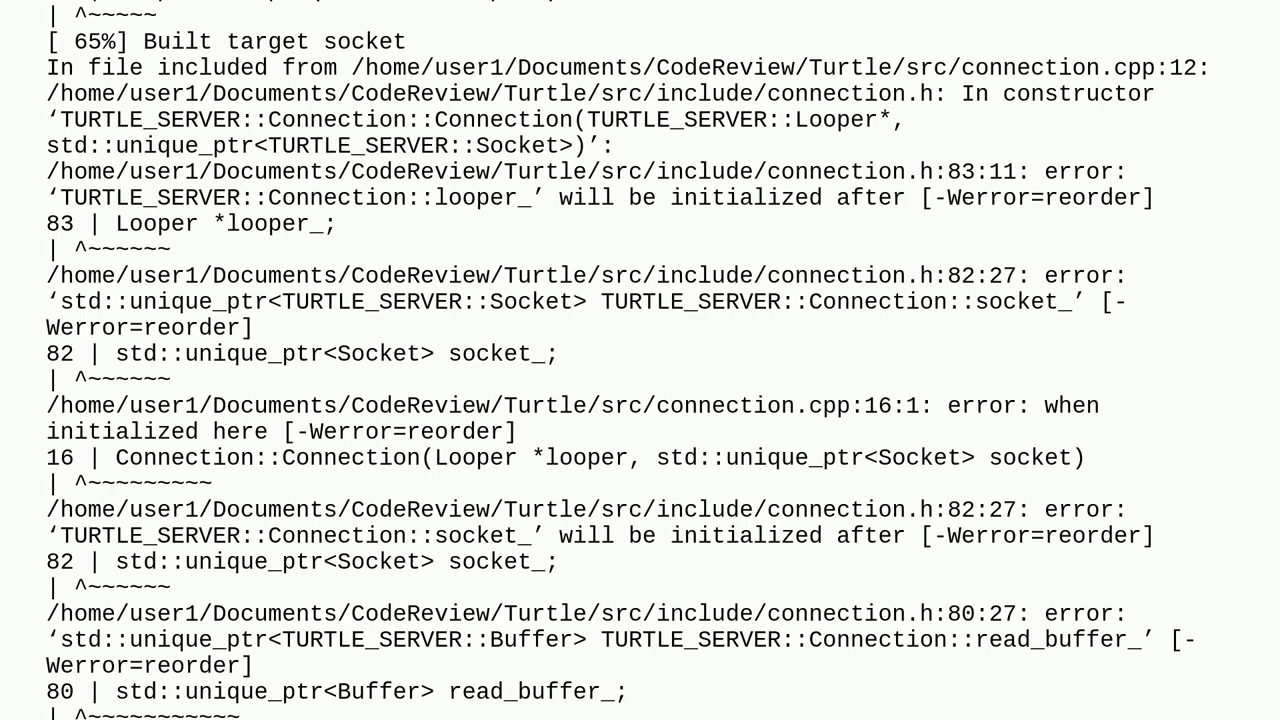 | ^~~~~~
[ 65%] Built target socket
In file included from /home/user1/Documents/CodeReview/Turtle/src/connection.cpp:12:
/home/user1/Documents/CodeReview/Turtle/src/include/connection.h: In constructor
‘TURTLE_SERVER::Connection::Connection(TURTLE_SERVER::Looper*,
std::unique_ptr<TURTLE_SERVER::Socket>)’:
/home/user1/Documents/CodeReview/Turtle/src/include/connection.h:83:11: error:
‘TURTLE_SERVER::Connection::looper_’ will be initialized after [-Werror=reorder]
83 | Looper *looper_;
| ^~~~~~~
/home/user1/Documents/CodeReview/Turtle/src/include/connection.h:82:27: error:
‘std::unique_ptr<TURTLE_SERVER::Socket> TURTLE_SERVER::Connection::socket_’ [-
Werror=reorder]
82 | std::unique_ptr<Socket> socket_;
| ^~~~~~~
/home/user1/Documents/CodeReview/Turtle/src/connection.cpp:16:1: error: when
initialized here [-Werror=reorder]
16 | Connection::Connection(Looper *looper, std::unique_ptr<Socket> socket)
| ^~~~~~~~~~
/home/user1/Documents/CodeReview/Turtle/src/include/connection.h:82:27: error:
‘TURTLE_SERVER::Connection::socket_’ will be initialized after [-Werror=reorder]
82 | std::unique_ptr<Socket> socket_;
| ^~~~~~~
/home/user1/Documents/CodeReview/Turtle/src/include/connection.h:80:27: error:
‘std::unique_ptr<TURTLE_SERVER::Buffer> TURTLE_SERVER::Connection::read_buffer_’ [-
Werror=reorder]
80 | std::unique_ptr<Buffer> read_buffer_;
| ^~~~~~~~~~~~